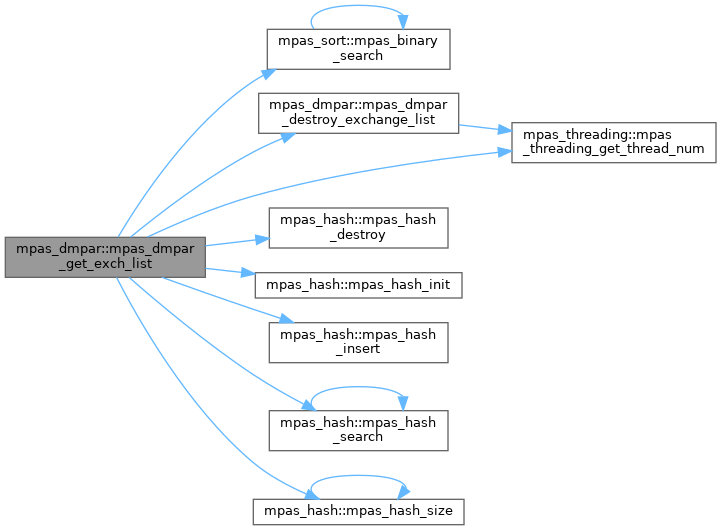 mpas_sort::mpas_binary
_search
mpas_dmpar::mpas_dmpar
_destroy_exchange_list
mpas_threading::mpas
_threading_get_thread_num
mpas_dmpar::mpas_dmpar
_get_exch_list
mpas_hash::mpas_hash
_destroy
mpas_hash::mpas_hash_init
mpas_hash::mpas_hash
_insert
mpas_hash::mpas_hash
_search
mpas_hash::mpas_hash_size